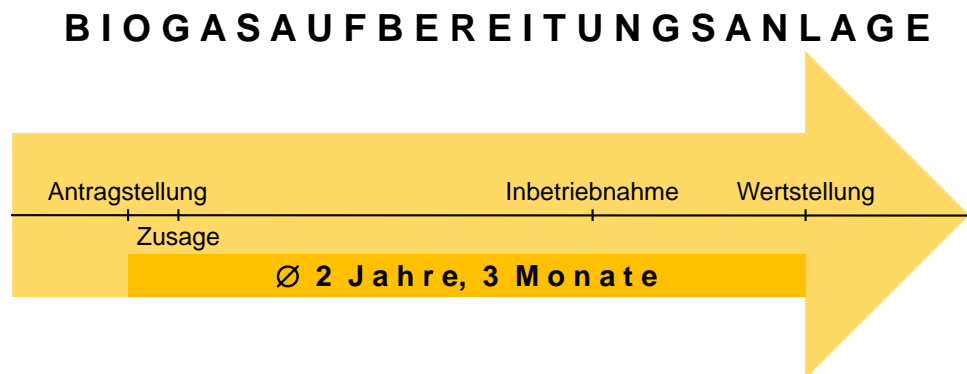 BIOGASAUFBEREITUNGSANLAGE
Antragstellung Inbetriebnahme Wertstellung
Zusage
∅ 2 Jahre, 3 Monate